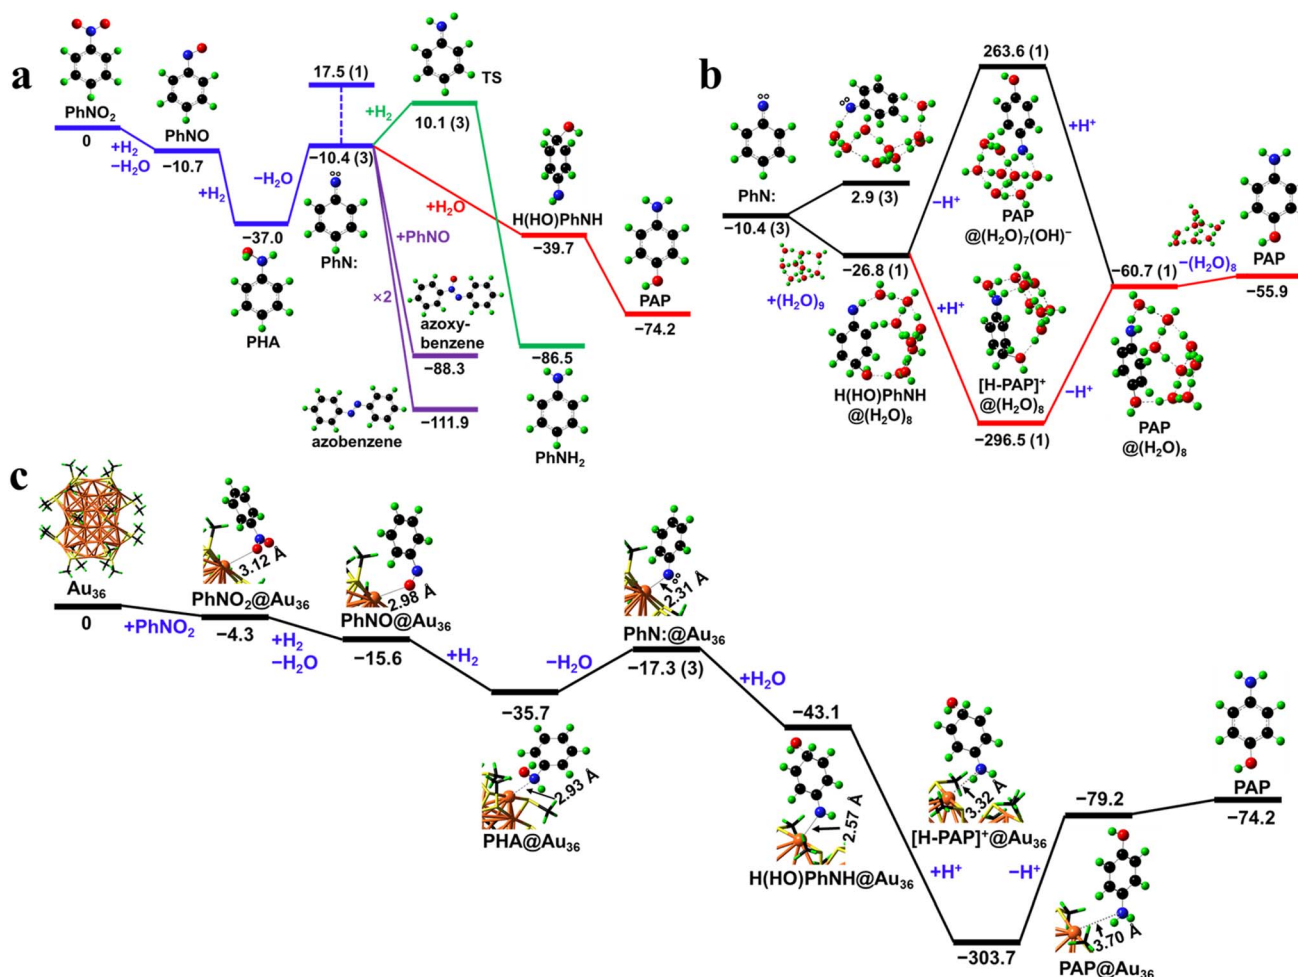 a
PhNO₂
0
+H₂
−H₂O
PhNO
−10.7
+H₂
−37.0
PHA
−H₂O
17.5 (1)
−10.4 (3)
PhN:
+H₂
TS
10.1 (3)
+H₂O
+PhNO
×2
azoxy-
benzene
−88.3
azobenzene
−111.9
−86.5
PhNH₂
H(HO)PhNH
−39.7
PAP
−74.2
b
PhN:
−10.4 (3)
2.9 (3)
+(H₂O)₉
−26.8 (1)
H(HO)PhNH
@(H₂O)₈
−H⁺
263.6 (1)
PAP
@(H₂O)₇(OH)⁻
+H⁺
+H⁺
[H-PAP]⁺
@(H₂O)₈
−296.5 (1)
−H⁺
−60.7 (1)
PAP
@(H₂O)₈
−(H₂O)₈
PAP
−55.9
c
Au₃₆
0
+PhNO₂
3.12 Å
PhNO₂@Au₃₆
−4.3
+H₂
−H₂O
2.98 Å
PhNO@Au₃₆
−15.6
+H₂
−35.7
2.93 Å
PHA@Au₃₆
−H₂O
2.31 Å
PhN:@Au₃₆
−17.3 (3)
+H₂O
−43.1
2.57 Å
H(HO)PhNH@Au₃₆
+H⁺
3.32 Å
[H-PAP]⁺@Au₃₆
−303.7
−H⁺
−79.2
3.70 Å
PAP@Au₃₆
PAP
−74.2